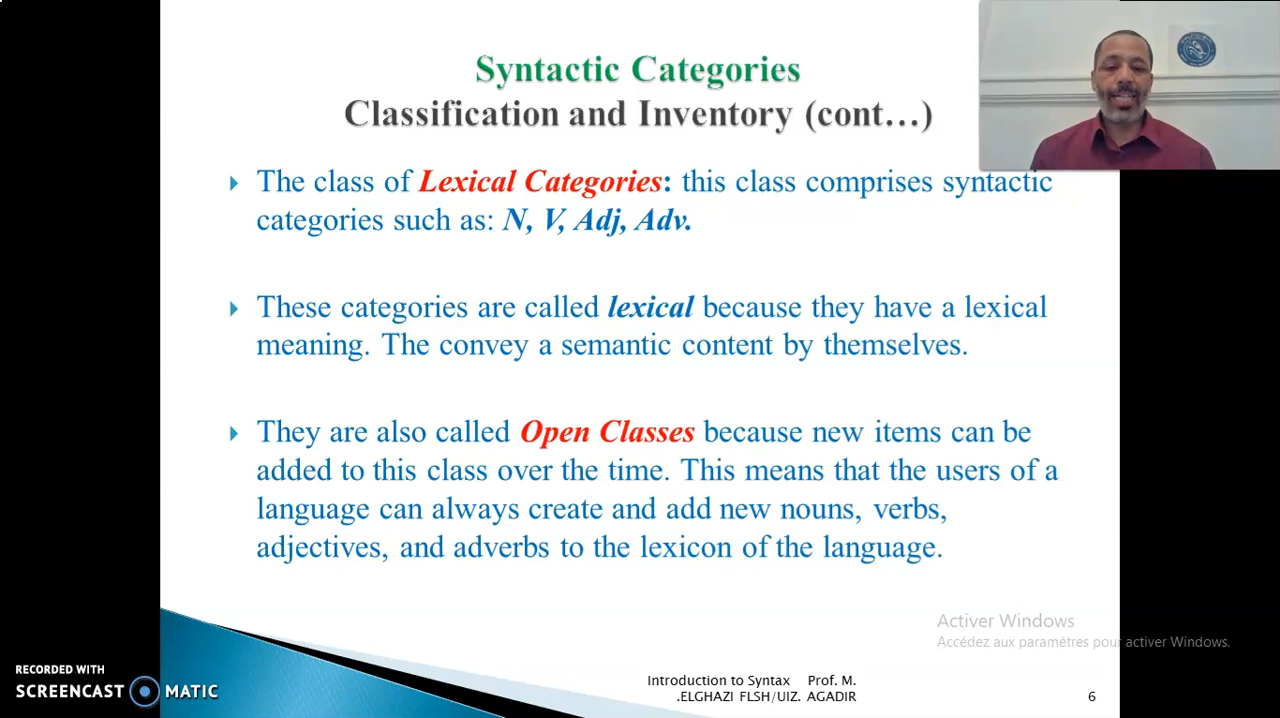 Syntactic Categories
Classification and Inventory (cont…)
The class of Lexical Categories: this class comprises syntactic
categories such as: N, V, Adj, Adv.
These categories are called lexical because they have a lexical
meaning. The convey a semantic content by themselves.
They are also called Open Classes because new items can be
added to this class over the time. This means that the users of a
language can always create and add new nouns, verbs,
adjectives, and adverbs to the lexicon of the language.
Activer Windows
Accédez aux paramètres pour activer Windows.
RECORDED WITH
SCREENCAST MATIC
Introduction to Syntax Prof. M.
.ELGHAZI FLSH/UIZ. AGADIR
6